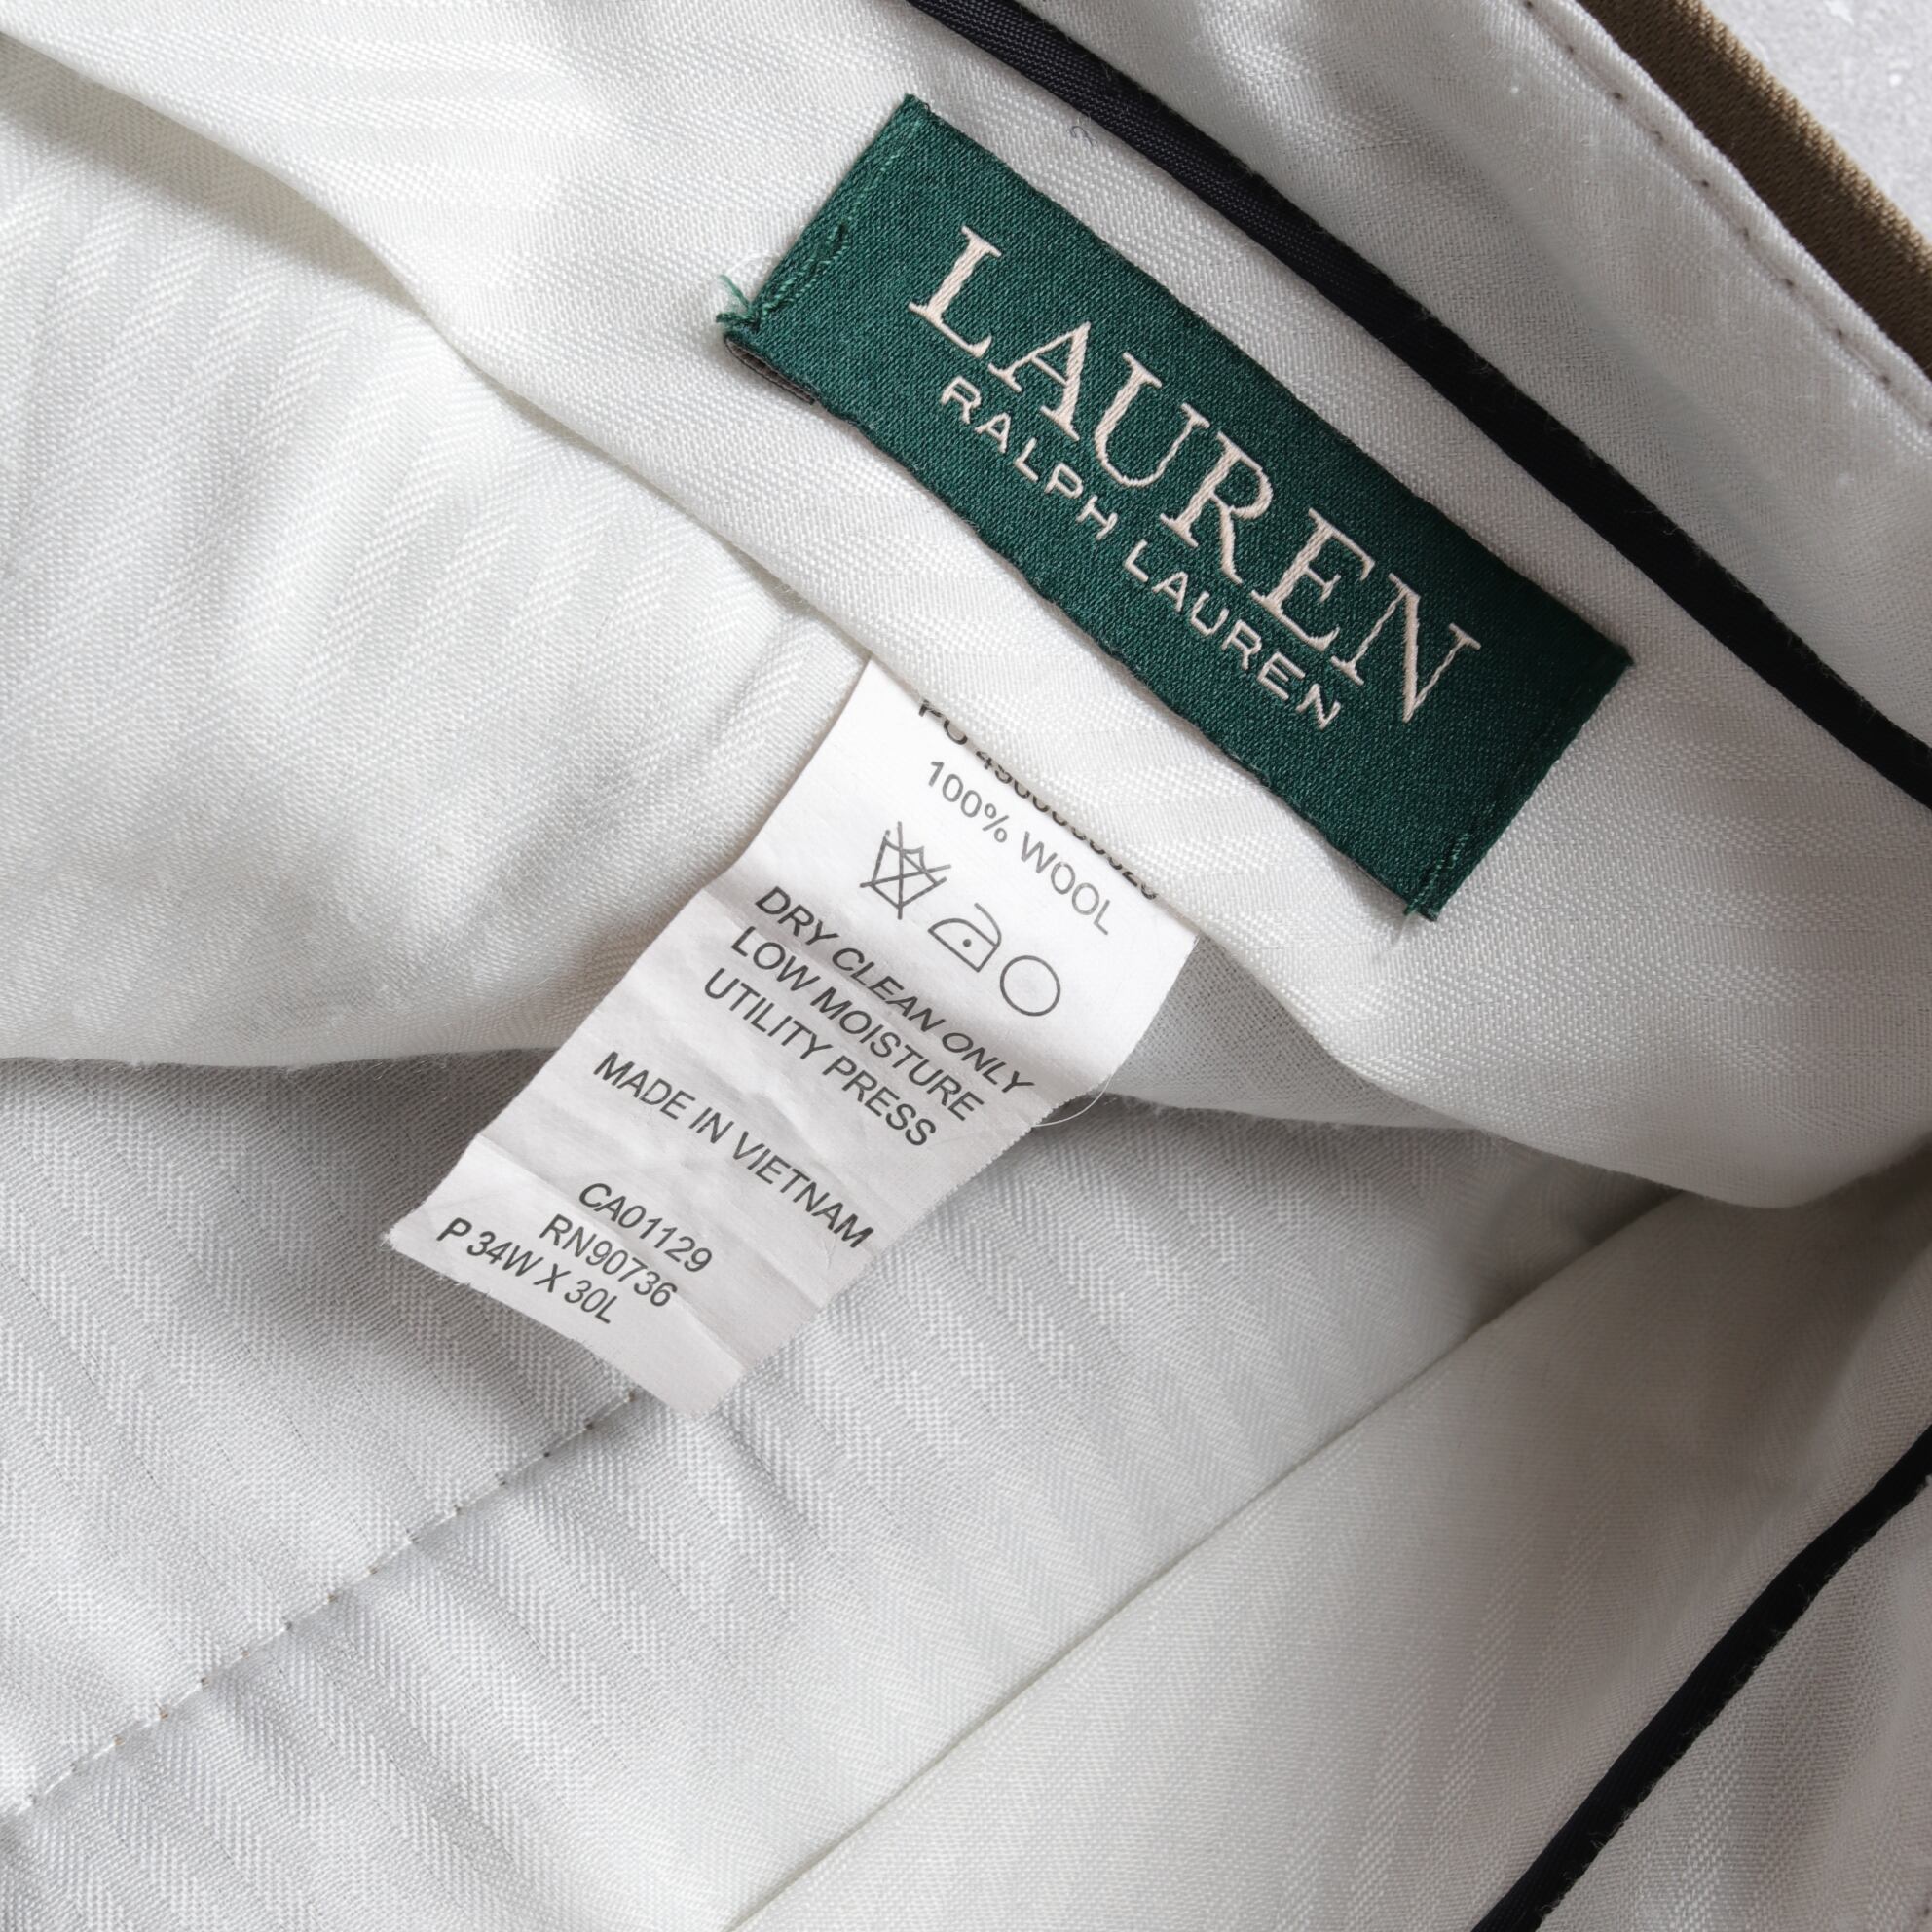 LAUREN
RALPH LAUREN
PO
100% WOOL
DRY CLEAN ONLY
LOW MOISTURE
UTILITY PRESS
MADE IN VIETNAM
CA01129
RN90736
P 34W X 30L